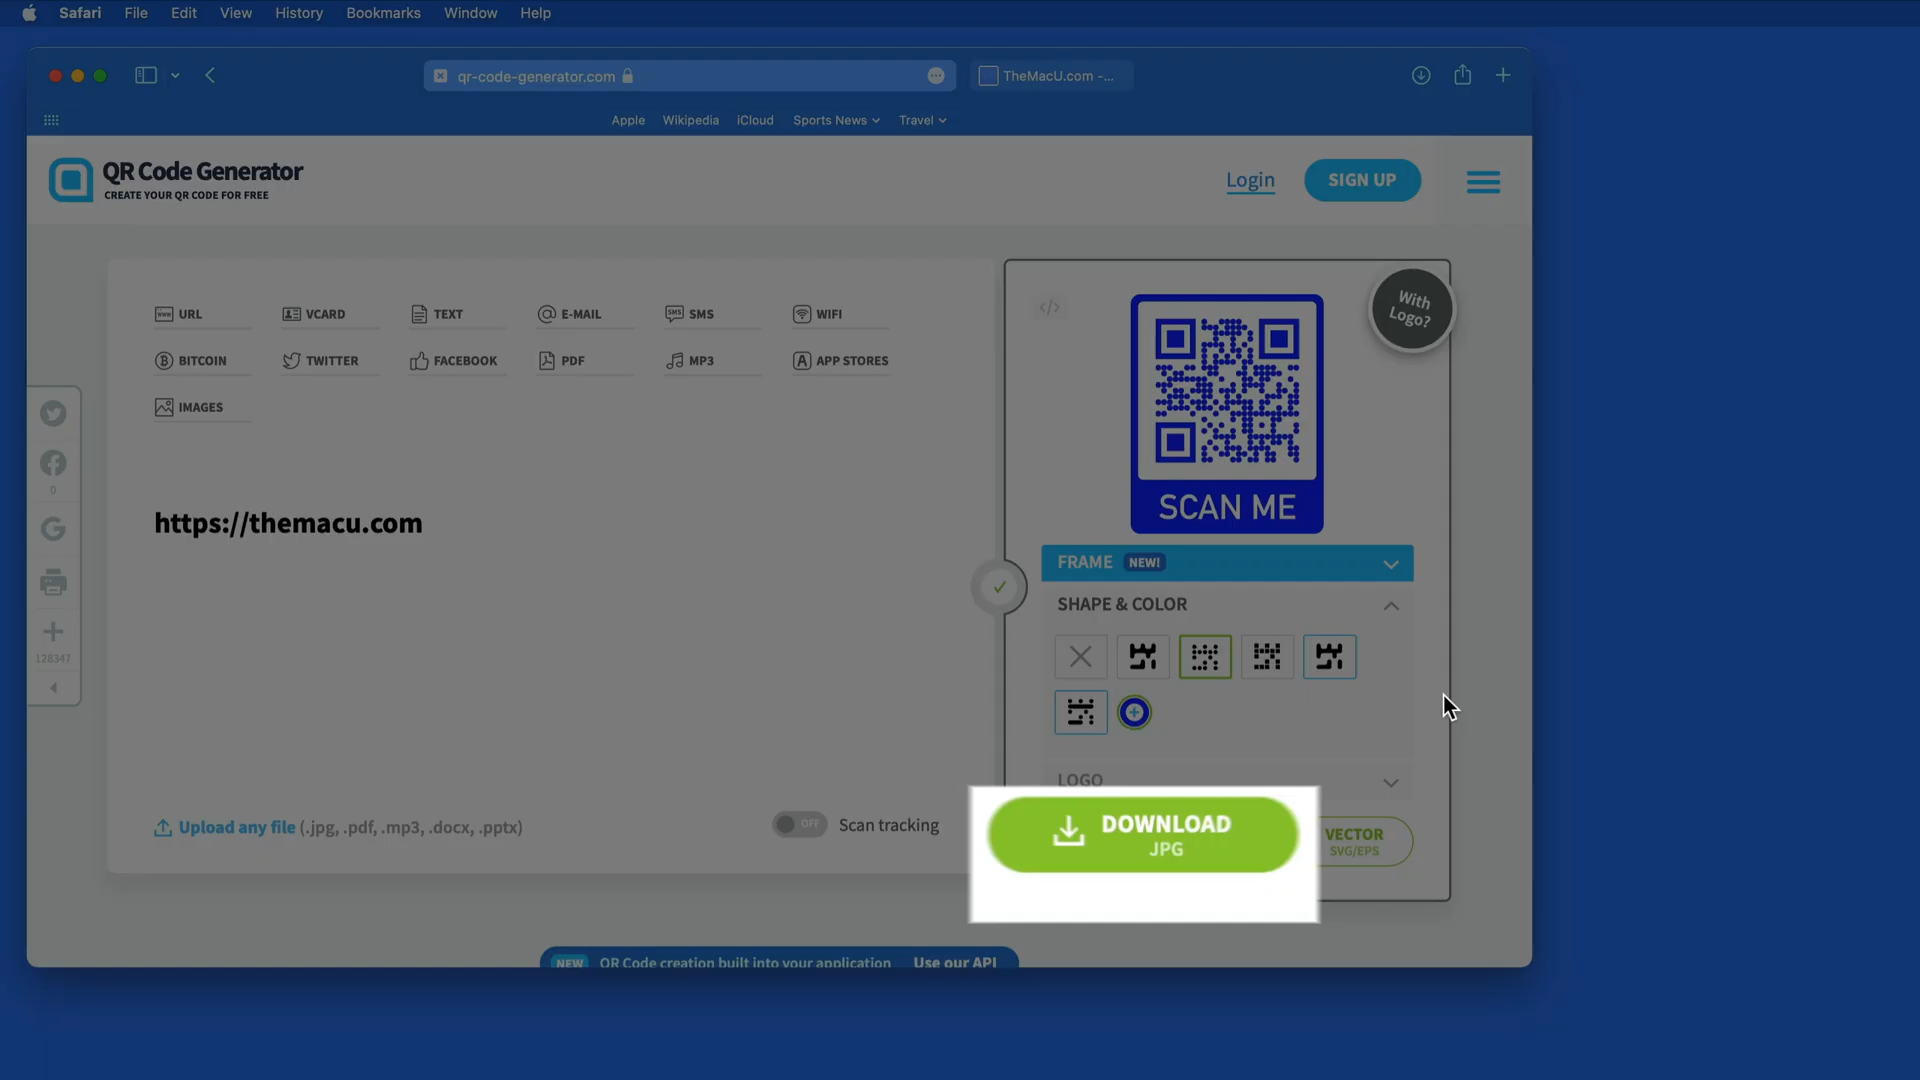 Safari File Edit View History Bookmarks Window Help
qr-code-generator.com
TheMacU.com -...
Apple Wikipedia iCloud Sports News Travel
QR Code Generator
CREATE YOUR QR CODE FOR FREE
Login
SIGN UP
URL VCARD TEXT E-MAIL SMS WIFI
BITCOIN TWITTER FACEBOOK PDF MP3 APP STORES
IMAGES
0
128347
https://themacu.com
Upload any file (.jpg, .pdf, .mp3, .docx, .pptx)
OFF Scan tracking
With
Logo?
SCAN ME
FRAME NEW!
SHAPE & COLOR
LOGO
DOWNLOAD
JPG
VECTOR
SVG/EPS
NEW QR Code creation built into your application Use our API